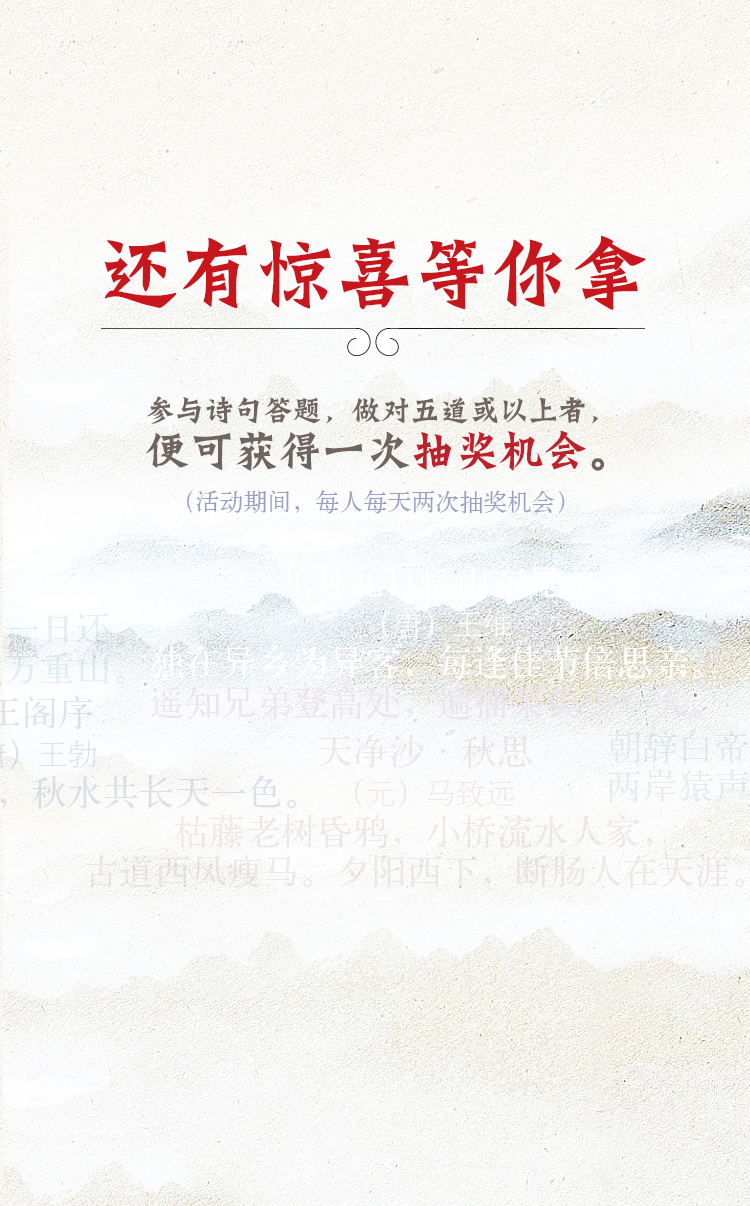 还有惊喜等你拿
参与诗句答题，做对五道或以上者，
便可获得一次抽奖机会。
（活动期间，每人每天两次抽奖机会）
一日还
万重山。
（唐）王维
独在异乡为异客，每逢佳节倍思亲。
遥知兄弟登高处，遍插
王阁序
）王勃
，秋水共长天一色。
天净沙·秋思
（元）马致远
朝辞白帝
两岸猿声
枯藤老树昏鸦，小桥流水人家，
古道西风瘦马。夕阳西下，断肠人在天涯。